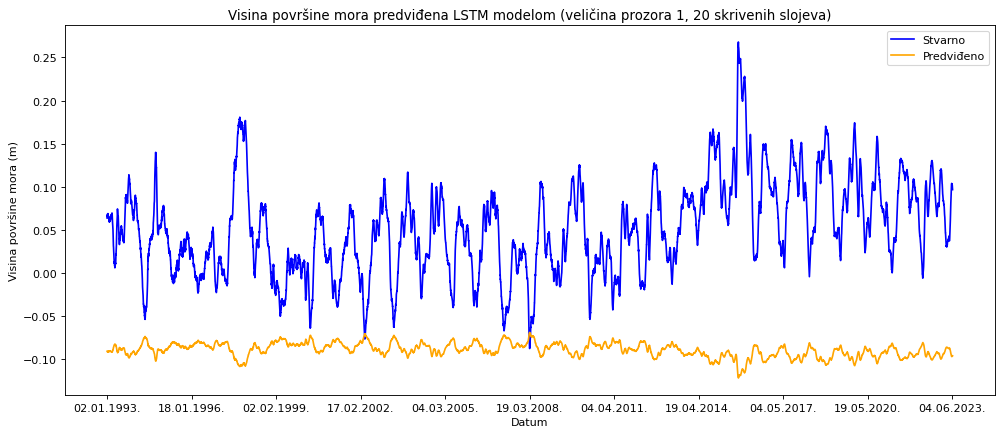 Visina površine mora predviđena LSTM modelom (veličina prozora 1, 20 skrivenih slojeva)
Stvarno
Predviđeno
Visina površine mora (m)
0.25
0.20
0.15
0.10
0.05
0.00
−0.05
−0.10
02.01.1993. 18.01.1996. 02.02.1999. 17.02.2002. 04.03.2005. 19.03.2008. 04.04.2011. 19.04.2014. 04.05.2017. 19.05.2020. 04.06.2023.
Datum